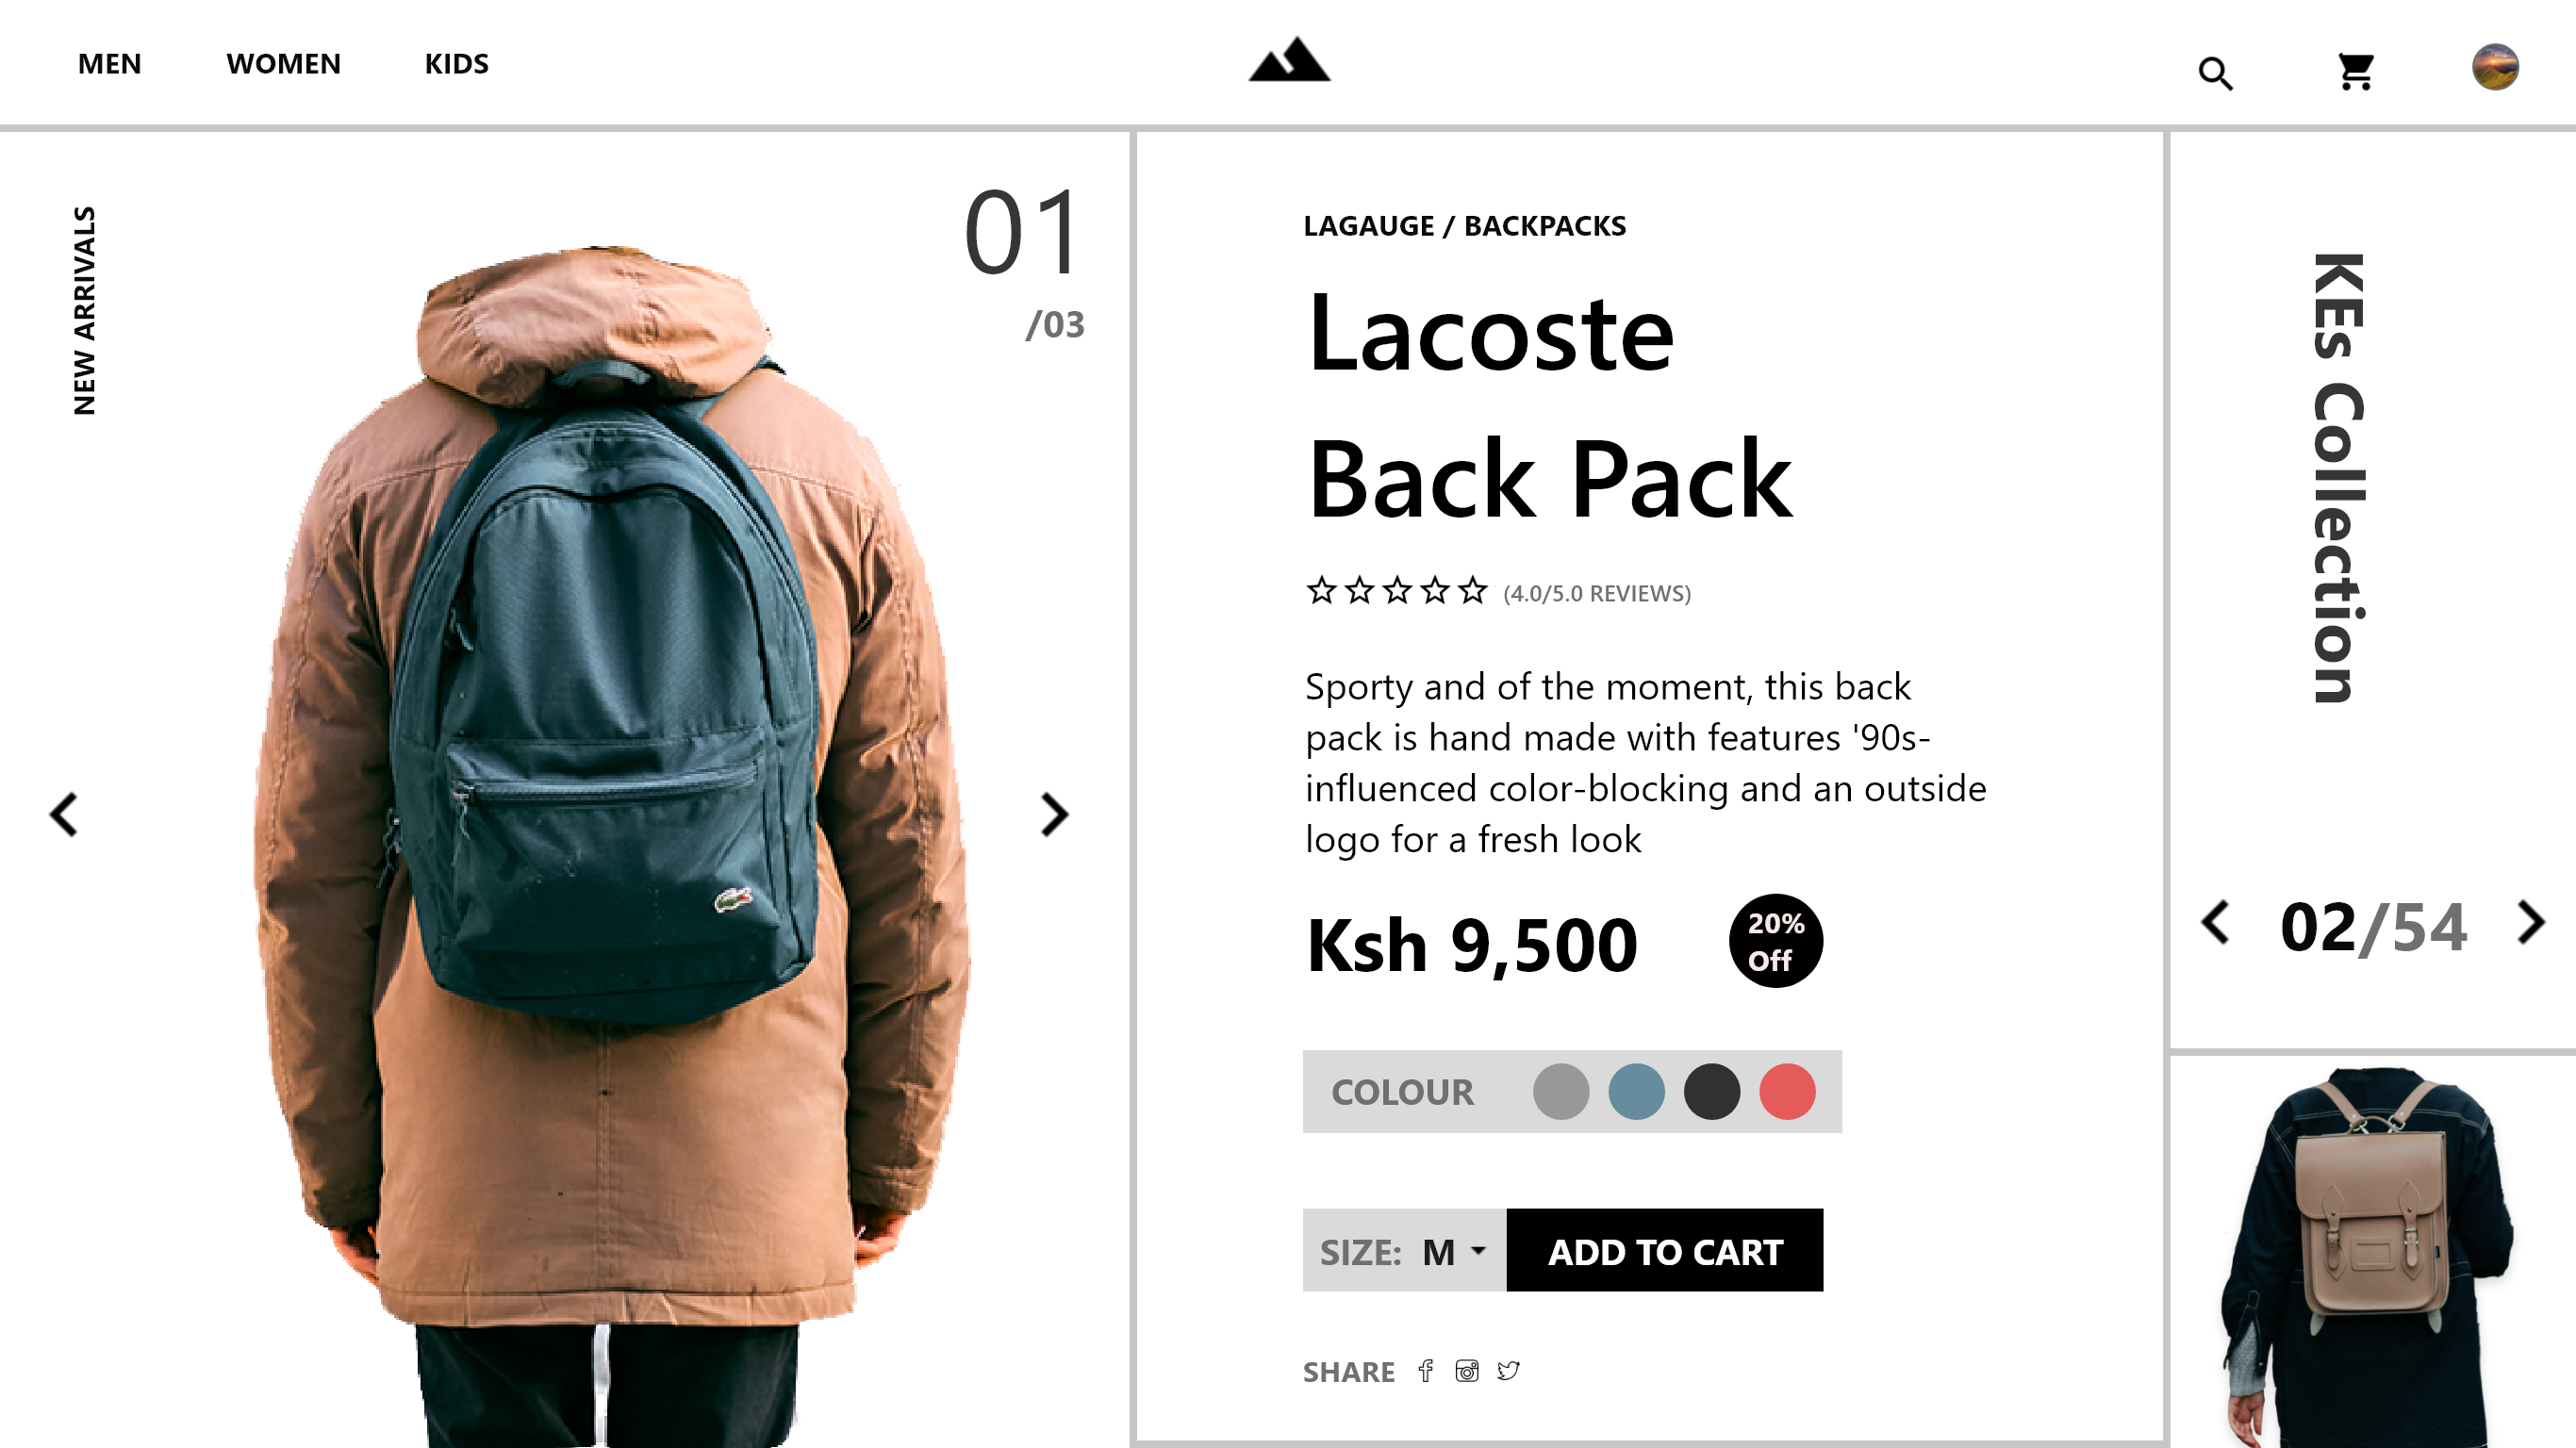 MEN WOMEN KIDS
NEW ARRIVALS
01
/03
LAGAUGE / BACKPACKS
Lacoste
Back Pack
(4.0/5.0 REVIEWS)
Sporty and of the moment, this back
pack is hand made with features '90s-
influenced color-blocking and an outside
logo for a fresh look
Ksh 9,500
20%
Off
COLOUR
SIZE: M
ADD TO CART
SHARE
KEs Collection
02/54